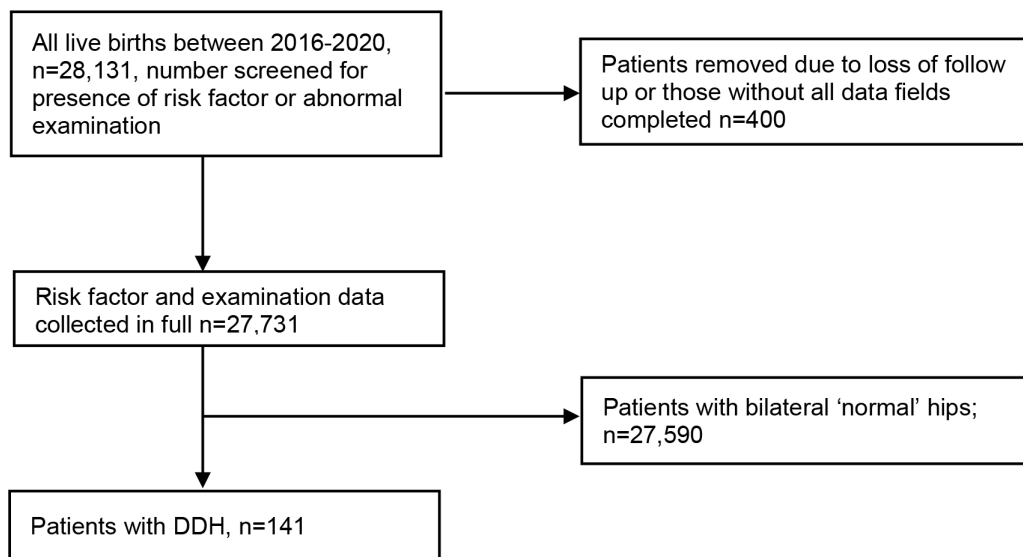 All live births between 2016-2020,
n=28,131, number screened for
presence of risk factor or abnormal
examination
Patients removed due to loss of follow
up or those without all data fields
completed n=400
Risk factor and examination data
collected in full n=27,731
Patients with bilateral ‘normal’ hips;
n=27,590
Patients with DDH, n=141